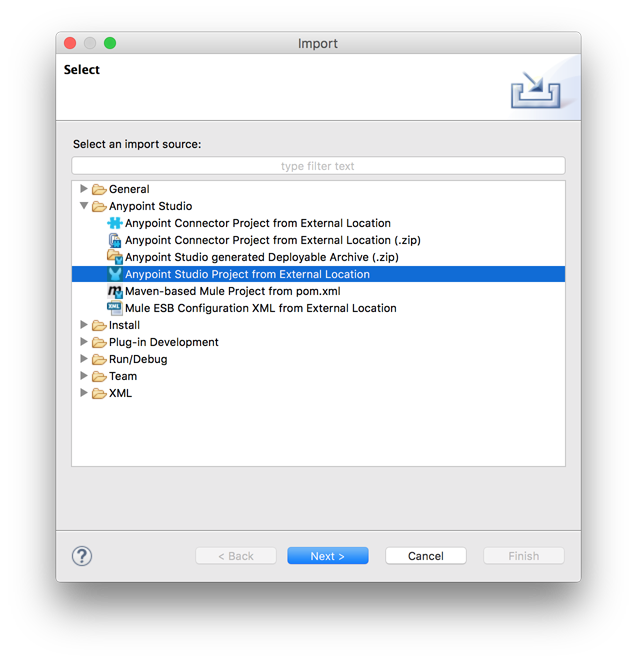 Import
Select
Select an import source:
type filter text
General
Anypoint Studio
Anypoint Connector Project from External Location
Anypoint Connector Project from External Location (.zip)
Anypoint Studio generated Deployable Archive (.zip)
Anypoint Studio Project from External Location
Maven-based Mule Project from pom.xml
Mule ESB Configuration XML from External Location
Install
Plug-in Development
Run/Debug
Team
XML
? < Back Next > Cancel Finish